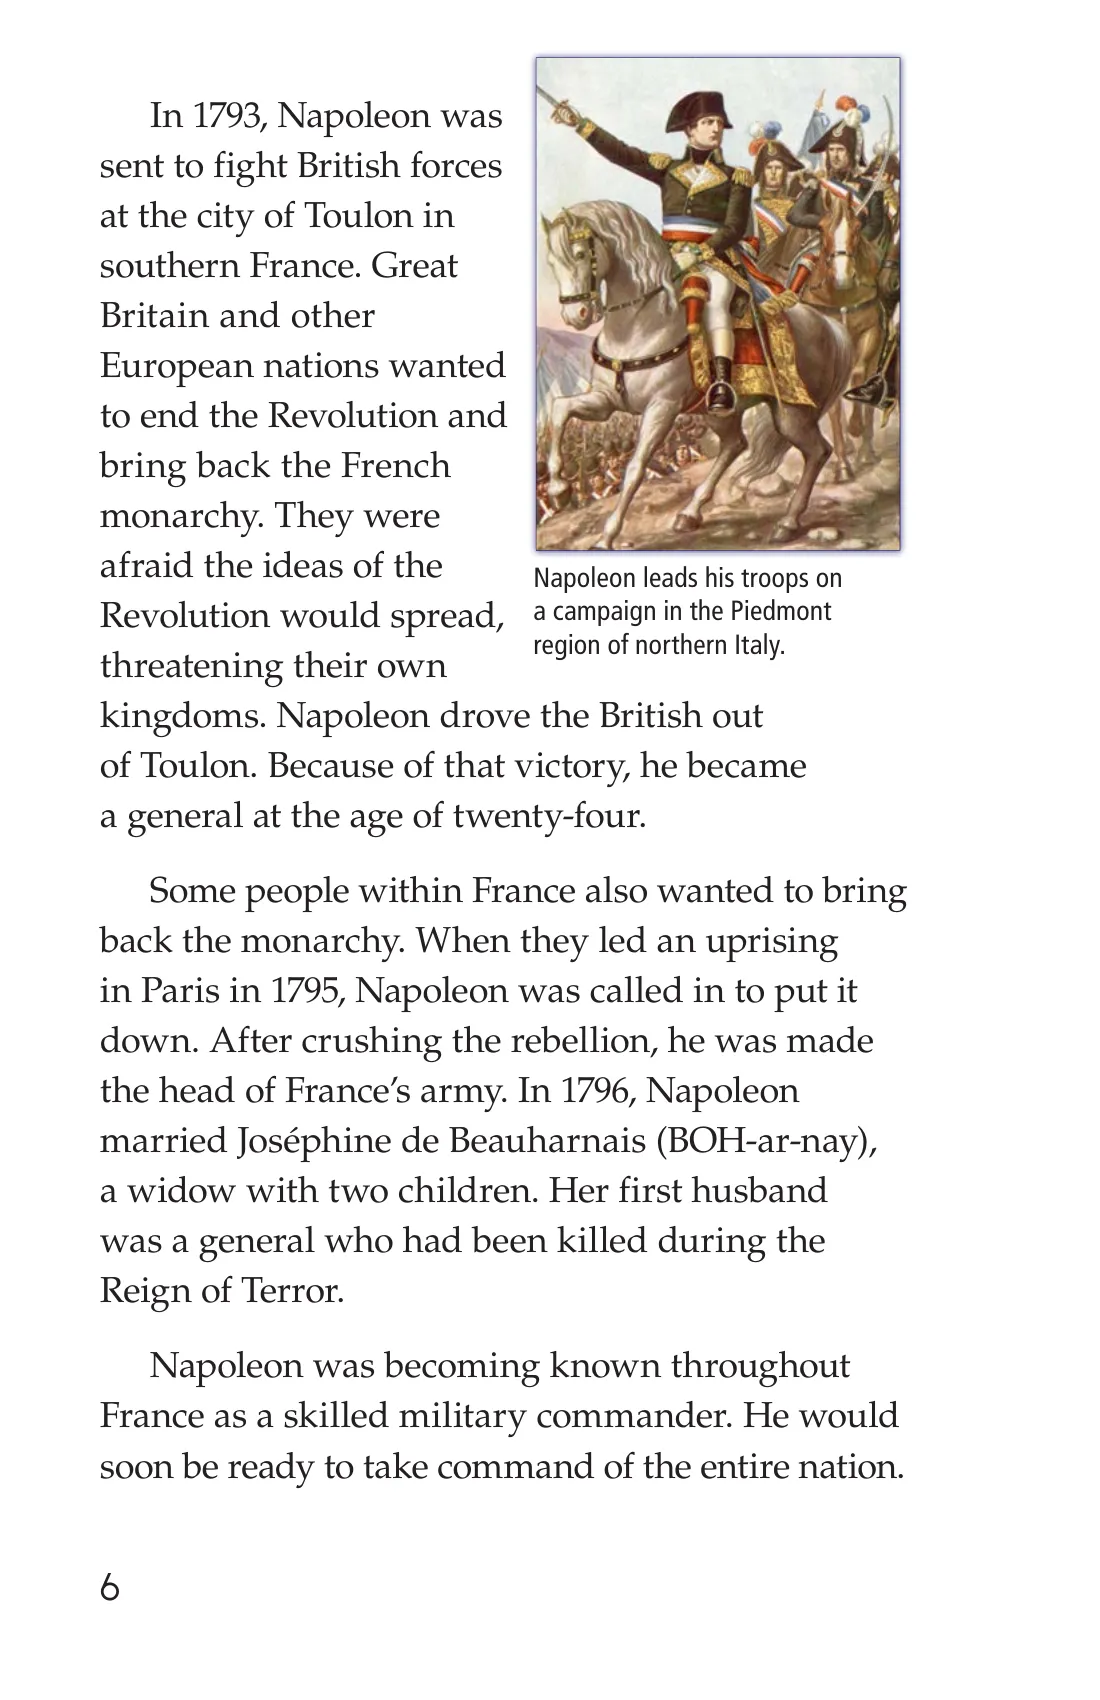 In 1793, Napoleon was
sent to fight British forces
at the city of Toulon in
southern France. Great
Britain and other
European nations wanted
to end the Revolution and
bring back the French
monarchy. They were
afraid the ideas of the
Revolution would spread,
threatening their own
kingdoms. Napoleon drove the British out
of Toulon. Because of that victory, he became
a general at the age of twenty-four.
Napoleon leads his troops on
a campaign in the Piedmont
region of northern Italy.
Some people within France also wanted to bring
back the monarchy. When they led an uprising
in Paris in 1795, Napoleon was called in to put it
down. After crushing the rebellion, he was made
the head of France’s army. In 1796, Napoleon
married Joséphine de Beauharnais (BOH-ar-nay),
a widow with two children. Her first husband
was a general who had been killed during the
Reign of Terror.
Napoleon was becoming known throughout
France as a skilled military commander. He would
soon be ready to take command of the entire nation.
6